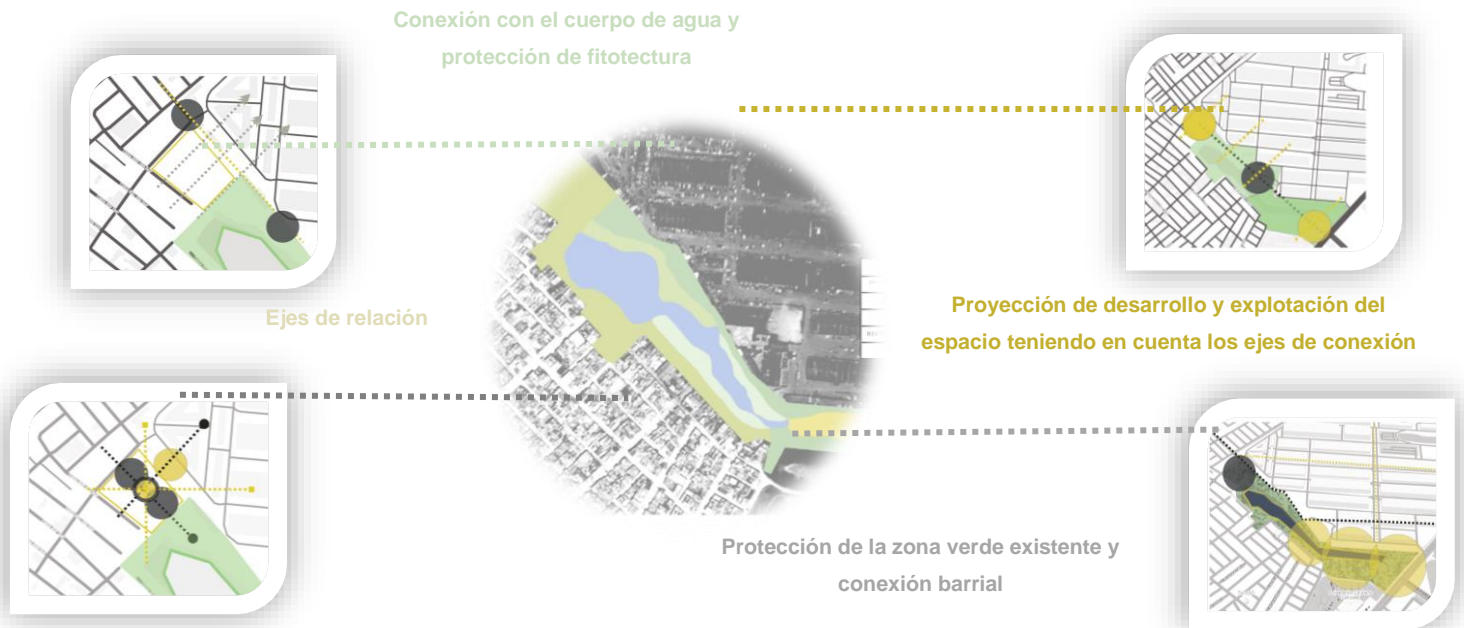 Conexión con el cuerpo de agua y
protección de fitotectura
Ejes de relación
Proyección de desarrollo y explotación del
espacio teniendo en cuenta los ejes de conexión
Protección de la zona verde existente y
conexión barrial